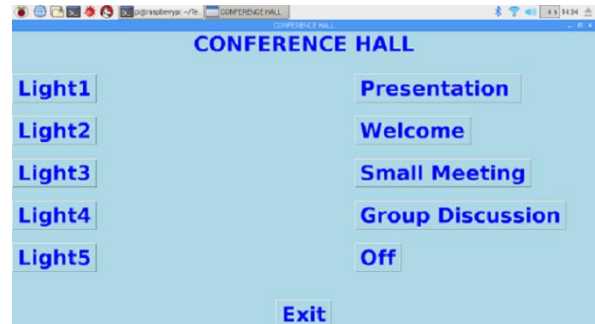 pi@raspberrypi: ~/Te... CONFERENCE HALL 14:34
CONFERENCE HALL
CONFERENCE HALL
Light1 Presentation
Light2 Welcome
Light3 Small Meeting
Light4 Group Discussion
Light5 Off
Exit